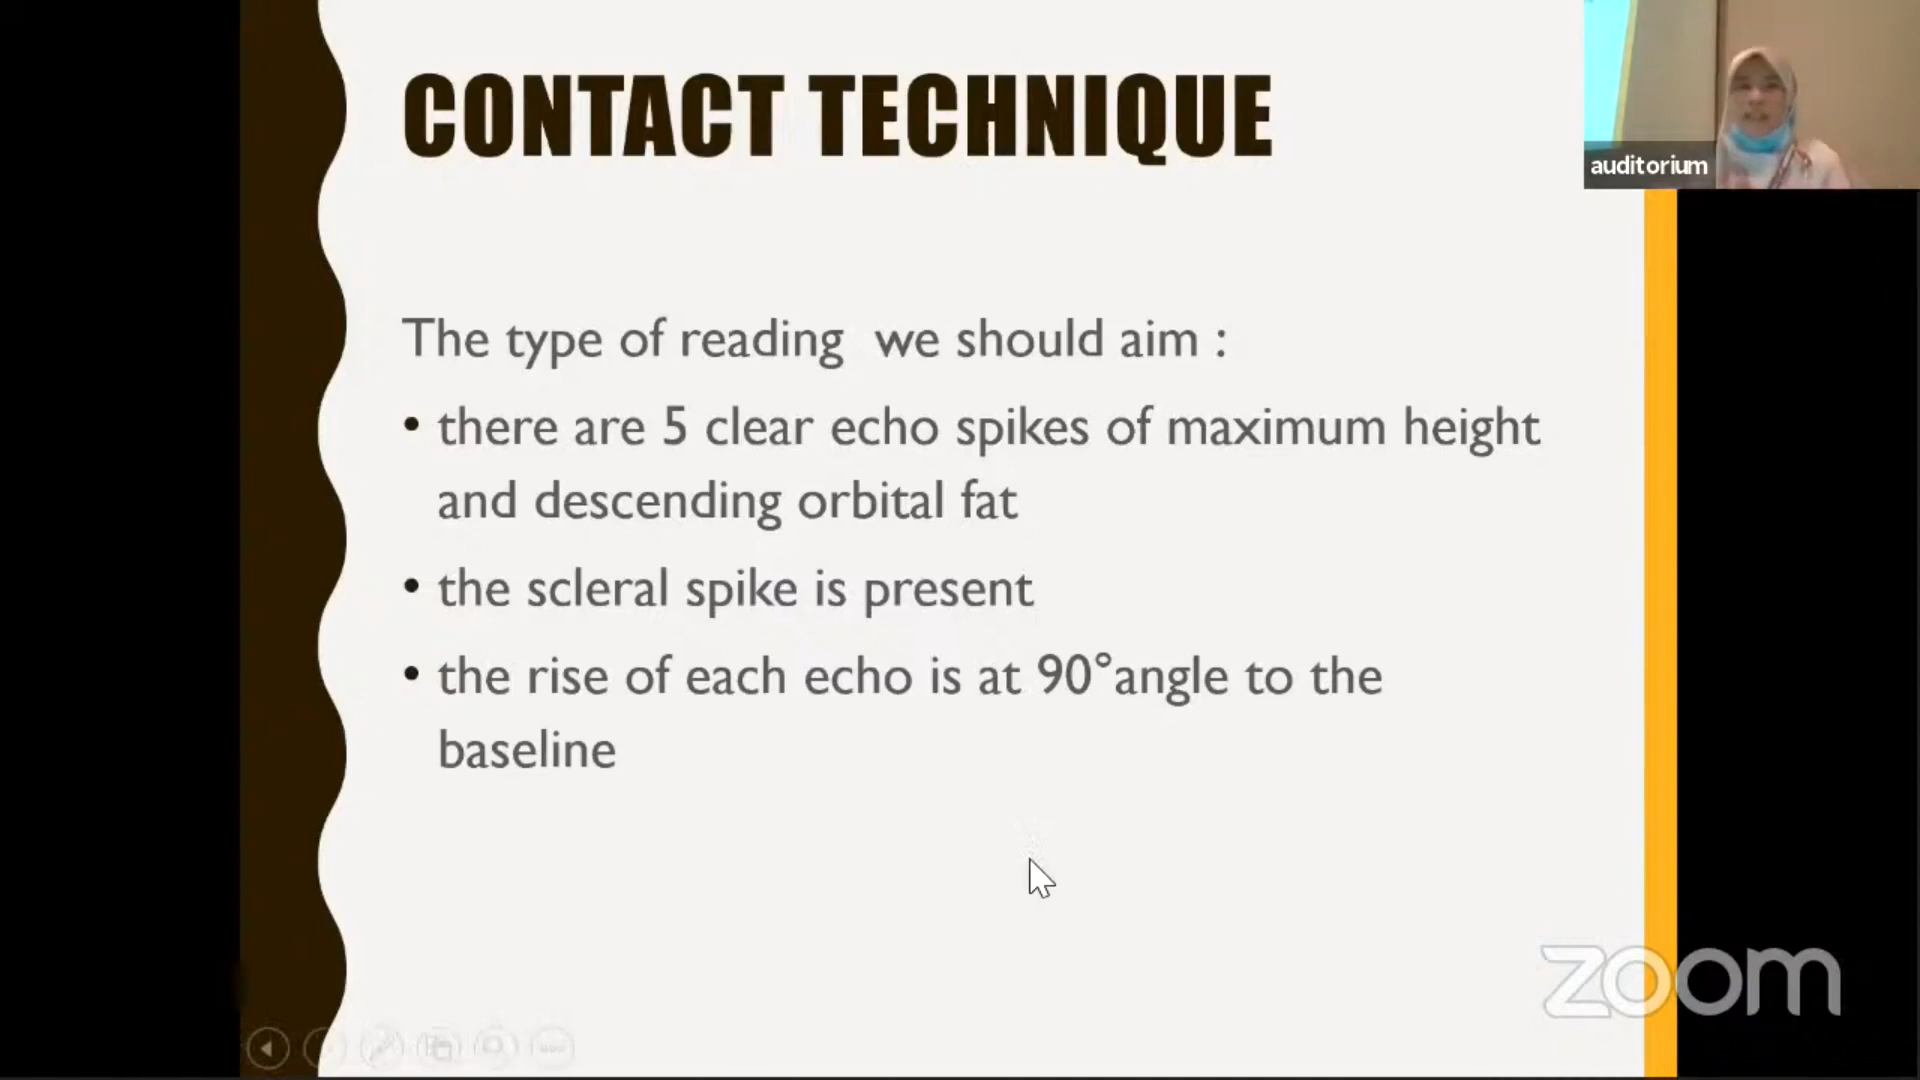 CONTACT TECHNIQUE
auditorium
The type of reading  we should aim :
• there are 5 clear echo spikes of maximum height
and descending orbital fat
• the scleral spike is present
• the rise of each echo is at 90°angle to the
baseline
zoom